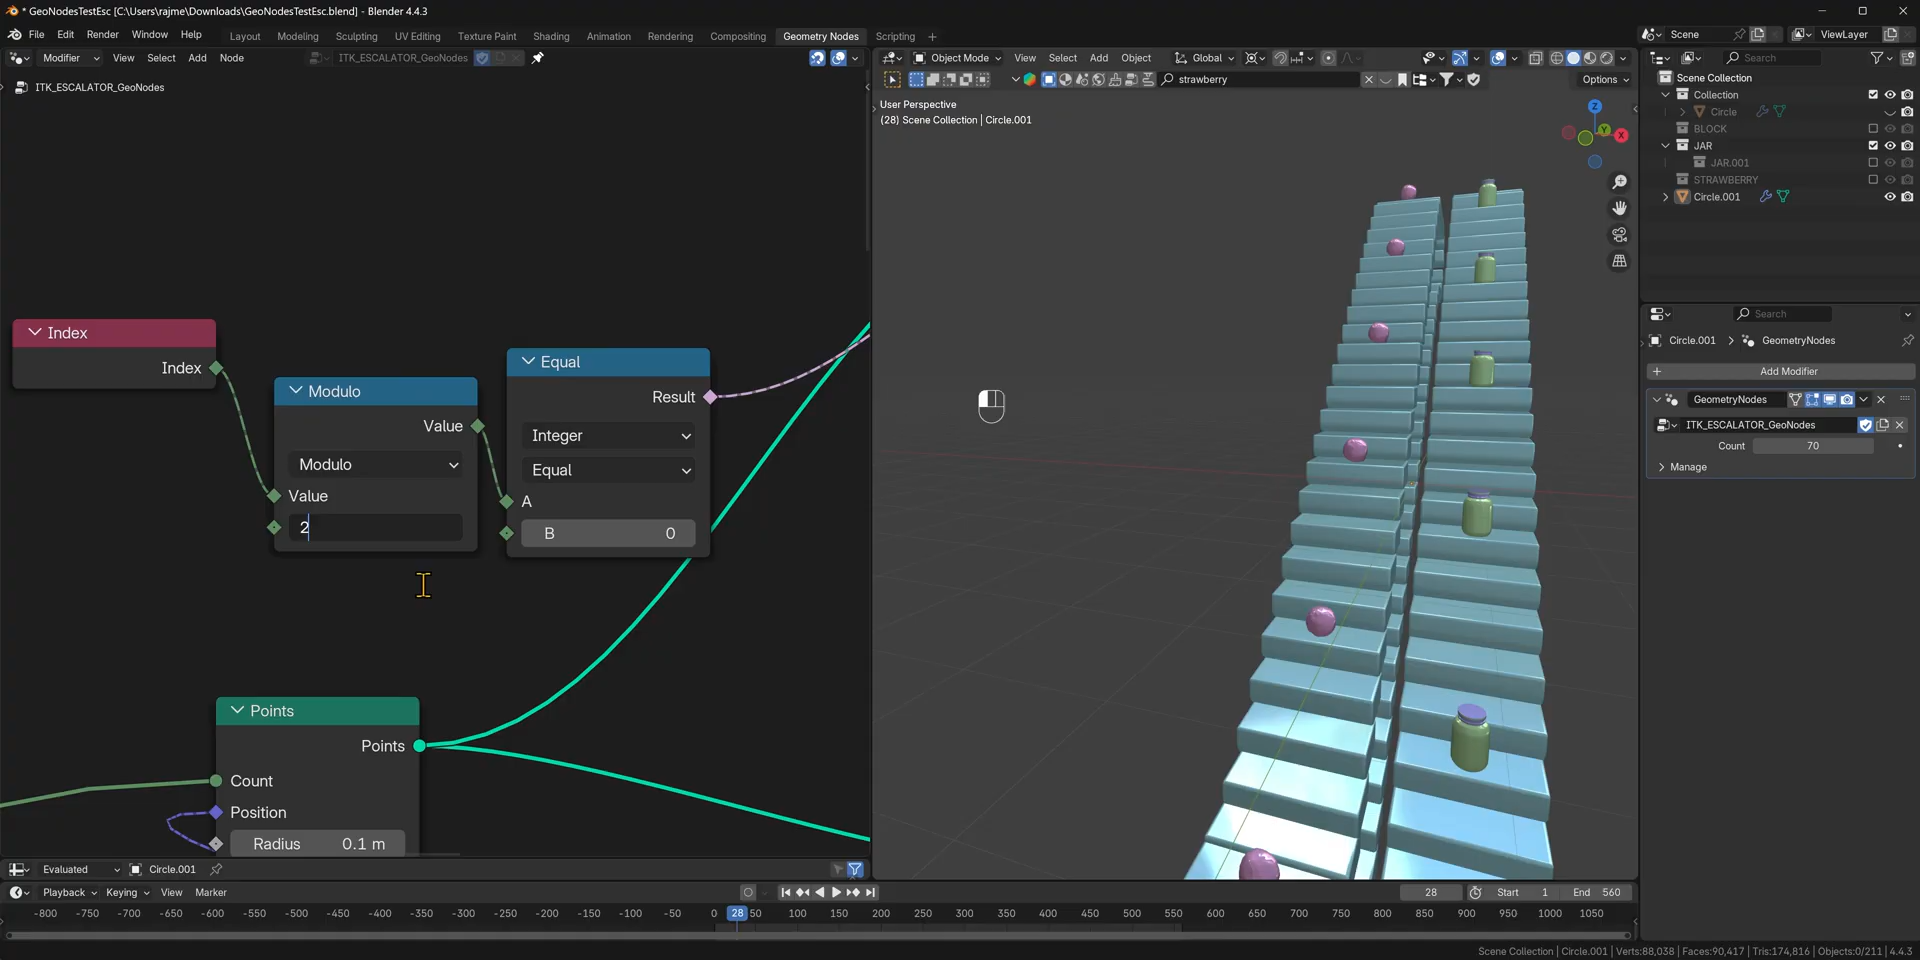 * GeoNodesTestEsc [C:\Users\rajme\Downloads\GeoNodesTestEsc.blend] - Blender 4.4.3
File Edit Render Window Help Layout Modeling Sculpting UV Editing Texture Paint Shading Animation Rendering Compositing Geometry Nodes Scripting
Scene ViewLayer
Modifier View Select Add Node ITK_ESCALATOR_GeoNodes
Object Mode View Select Add Object Global
Search
ITK_ESCALATOR_GeoNodes
strawberry Options
User Perspective
(28) Scene Collection | Circle.001
Z
Y
X
Scene Collection
Collection
Circle
BLOCK
JAR
JAR.001
STRAWBERRY
Circle.001
Search
Circle.001 GeometryNodes
Add Modifier
GeometryNodes
ITK_ESCALATOR_GeoNodes
Count 70
Manage
Index
Index
Modulo
Value
Modulo
Value
2
Equal
Result
Integer
Equal
A
B 0
Points
Points
Count
Position
Radius 0.1 m
Evaluated Circle.001
Playback Keying View Marker 28 Start 1 End 560
-800 -750 -700 -650 -600 -550 -500 -450 -400 -350 -300 -250 -200 -150 -100 -50 0 28 50 100 150 200 250 300 350 400 450 500 550 600 650 700 750 800 850 900 950 1000 1050
Scene Collection | Circle.001 | Verts:88,038 | Faces:90,417 | Tris:174,816 | Objects:0/211 | 4.4.3